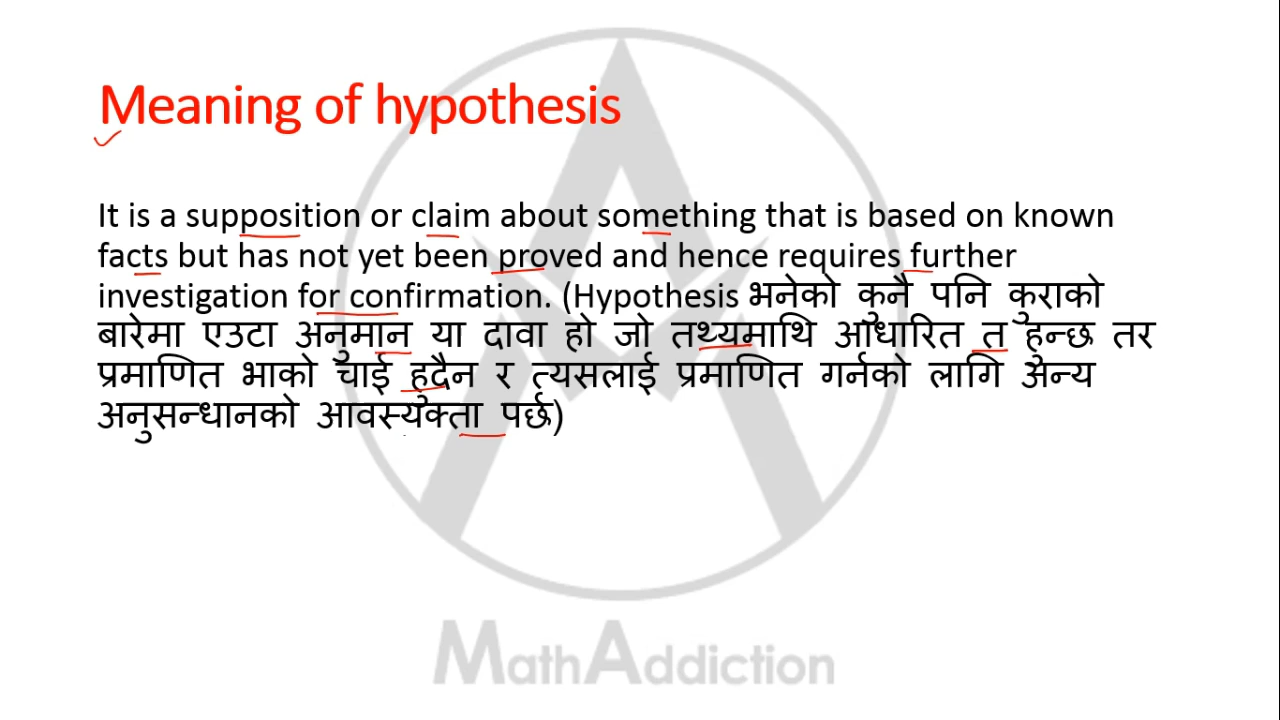 Meaning of hypothesis
It is a supposition or claim about something that is based on known
facts but has not yet been proved and hence requires further
investigation for confirmation. (Hypothesis भनेको कुनै पनि कुराको
बारेमा एउटा अनुमान या दावा हो जो तथ्यमाथि आधारित त हुन्छ तर
प्रमाणित भाको चाई हुदैन र त्यसलाई प्रमाणित गर्नको लागि अन्य
अनुसन्धानको आवस्यक्ता पर्छ)
MathAddiction